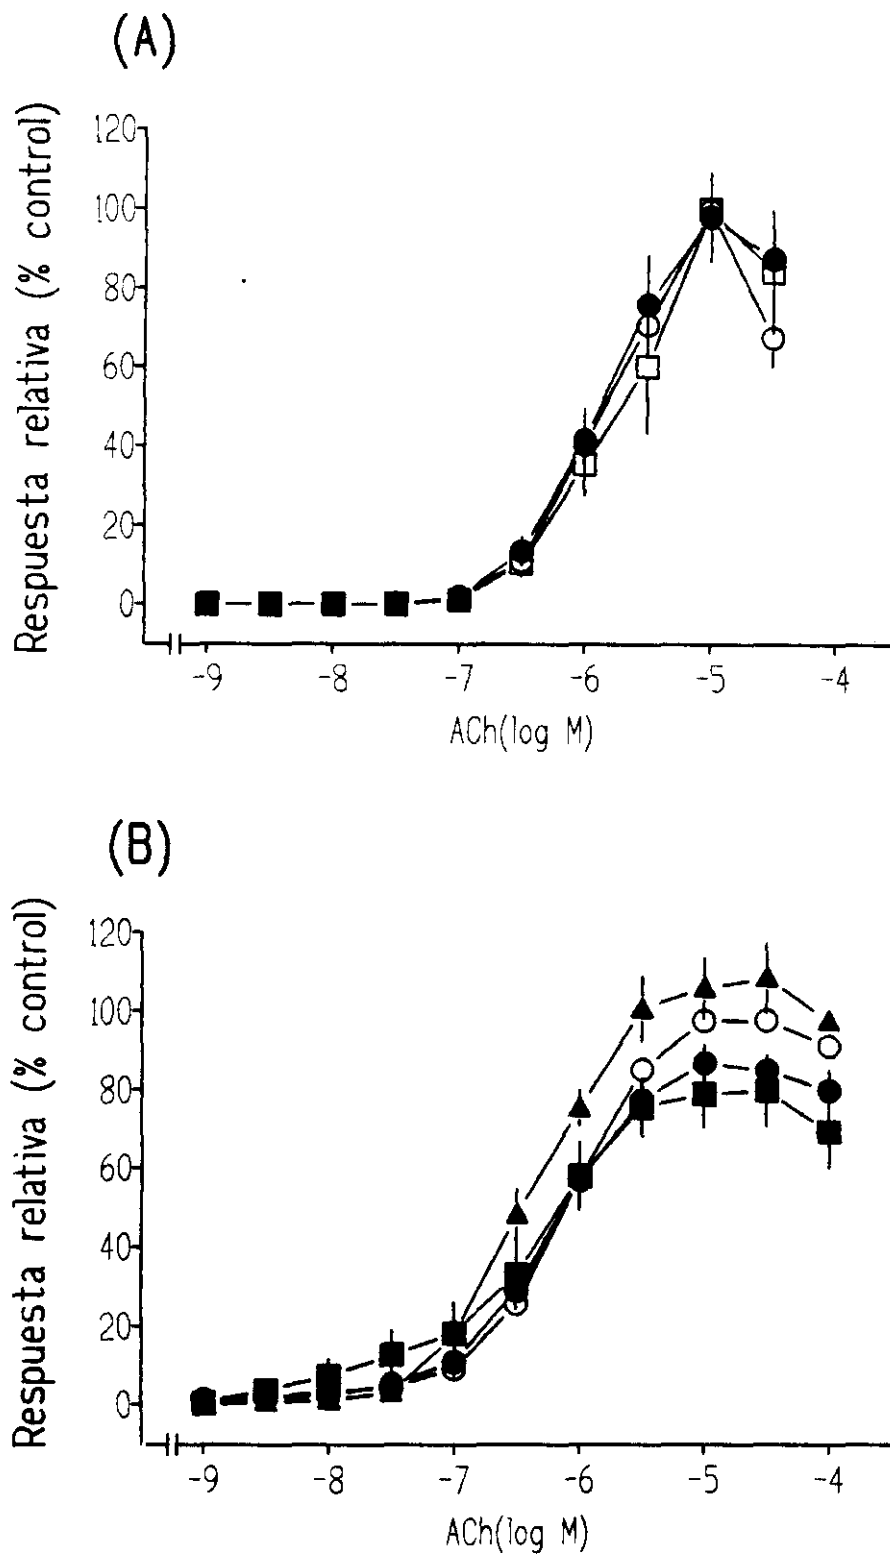 (A)
Respuesta relativa (% control)
120
100
80
60
40
20
0
-9 -8 -7 -6 -5 -4
ACh(log M)
(B)
Respuesta relativa (% control)
120
100
80
60
40
20
0
-9 -8 -7 -6 -5 -4
ACh(log M)